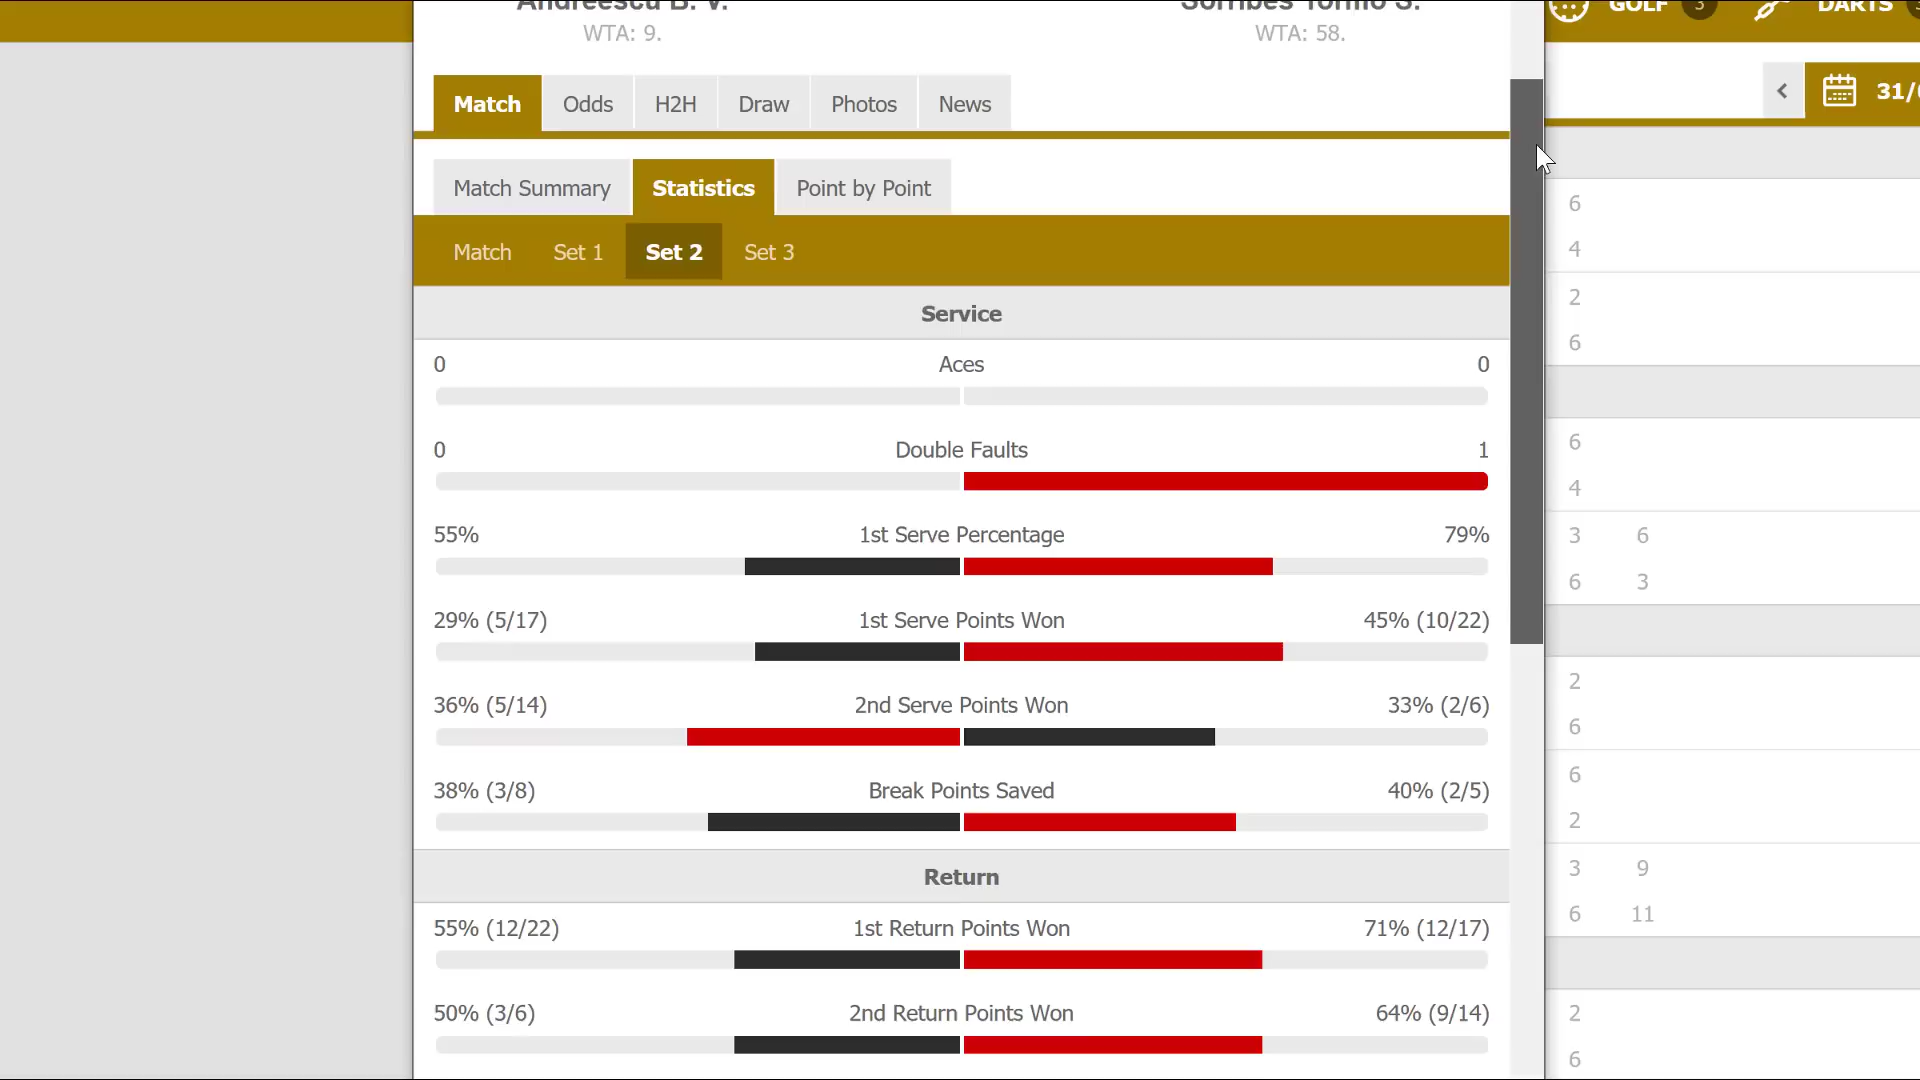 Andreescu B. V.
Sorribes Tormo S.
WTA: 9.
WTA: 58.
GOLF 3
DARTS
Match Odds H2H Draw Photos News
31/
Match Summary Statistics Point by Point
Match Set 1 Set 2 Set 3
Service
0 Aces 0
0 Double Faults 1
55% 1st Serve Percentage 79%
29% (5/17) 1st Serve Points Won 45% (10/22)
36% (5/14) 2nd Serve Points Won 33% (2/6)
38% (3/8) Break Points Saved 40% (2/5)
Return
55% (12/22) 1st Return Points Won 71% (12/17)
50% (3/6) 2nd Return Points Won 64% (9/14)
6
4
2
6
6
4
3 6
6 3
2
6
6
2
3 9
6 11
2
6